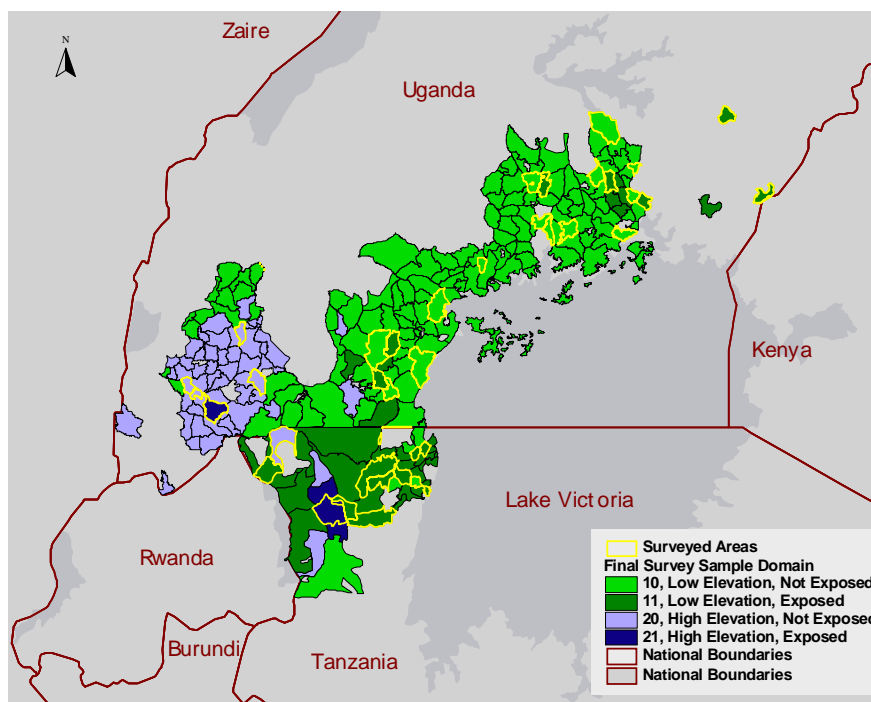 Zaire
N
Uganda
Kenya
Lake Victoria
Rwanda
Burundi
Tanzania
Surveyed Areas
Final Survey Sample Domain
10, Low Elevation, Not Exposed
11, Low Elevation, Exposed
20, High Elevation, Not Exposed
21, High Elevation, Exposed
National Boundaries
National Boundaries